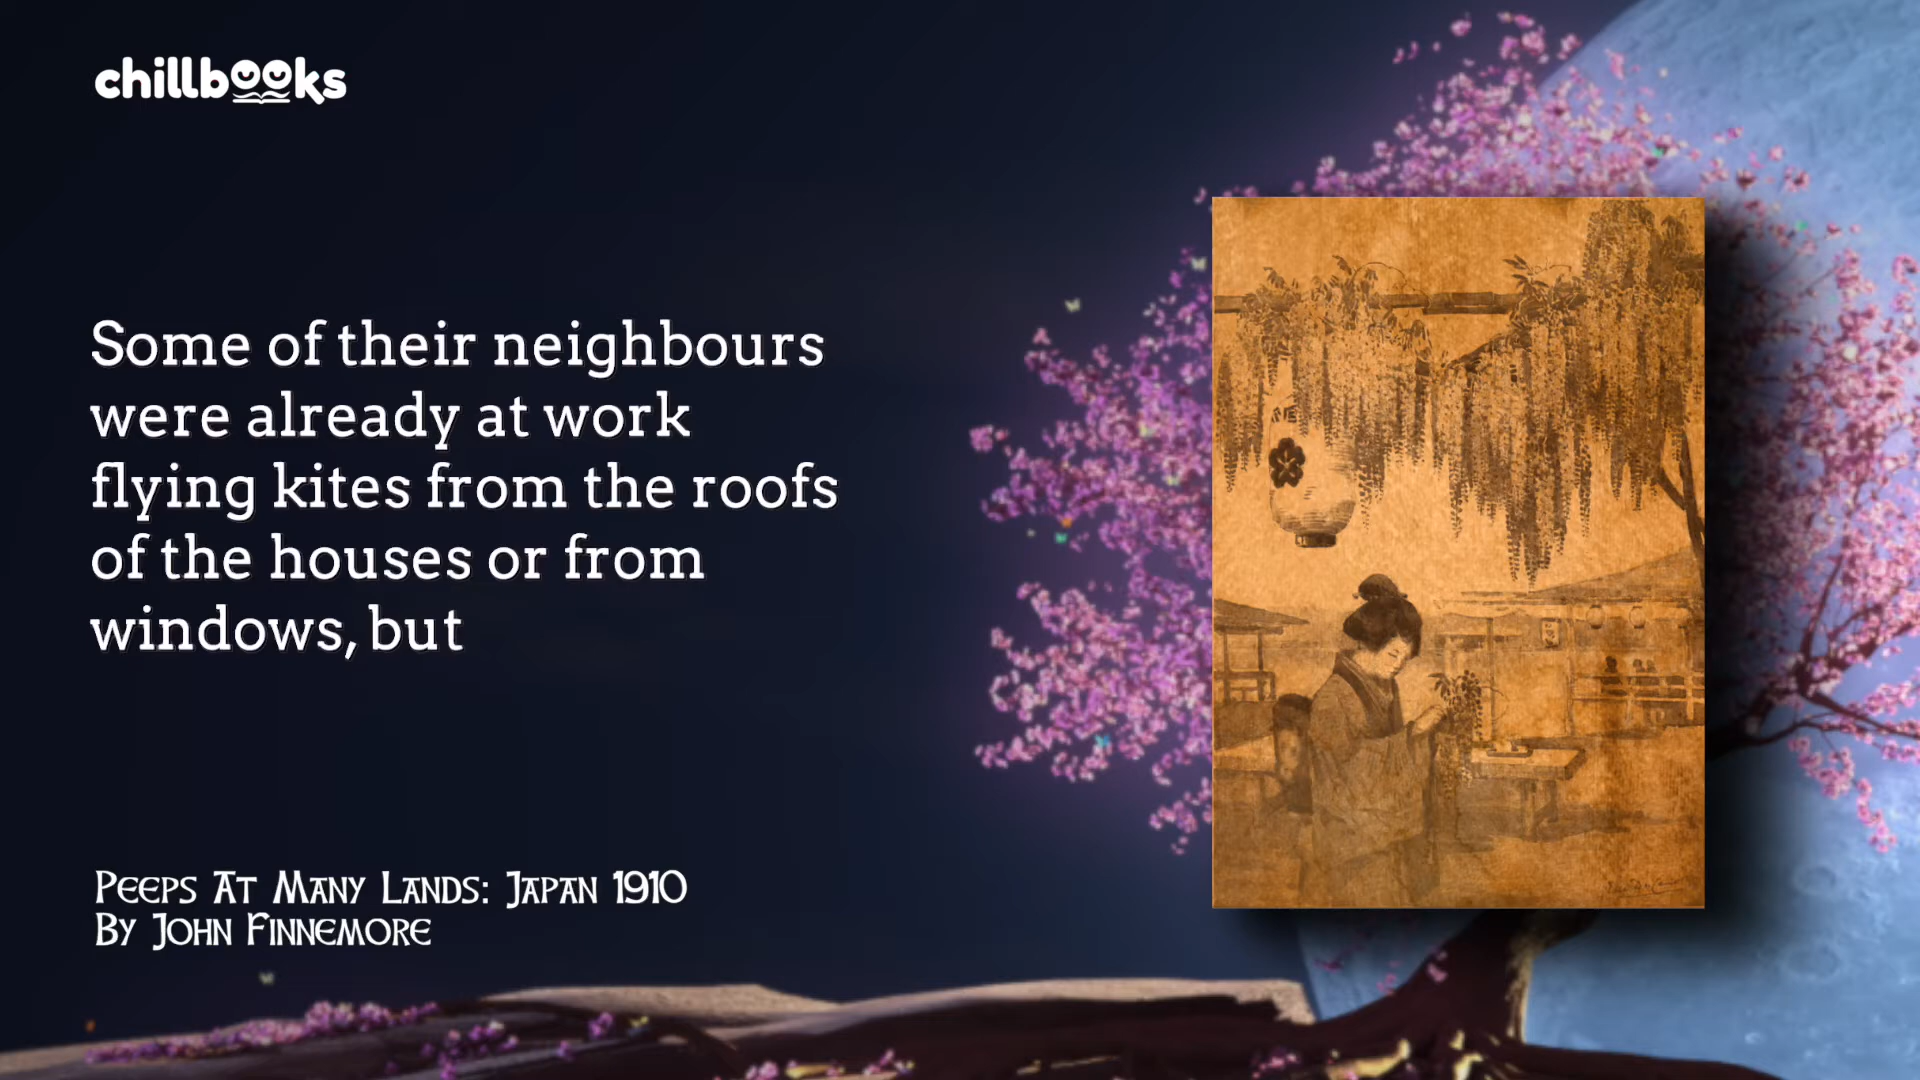 chillbooks
Some of their neighbours
were already at work
flying kites from the roofs
of the houses or from
windows, but
Peeps At Many Lands: Japan 1910
By John Finnemore